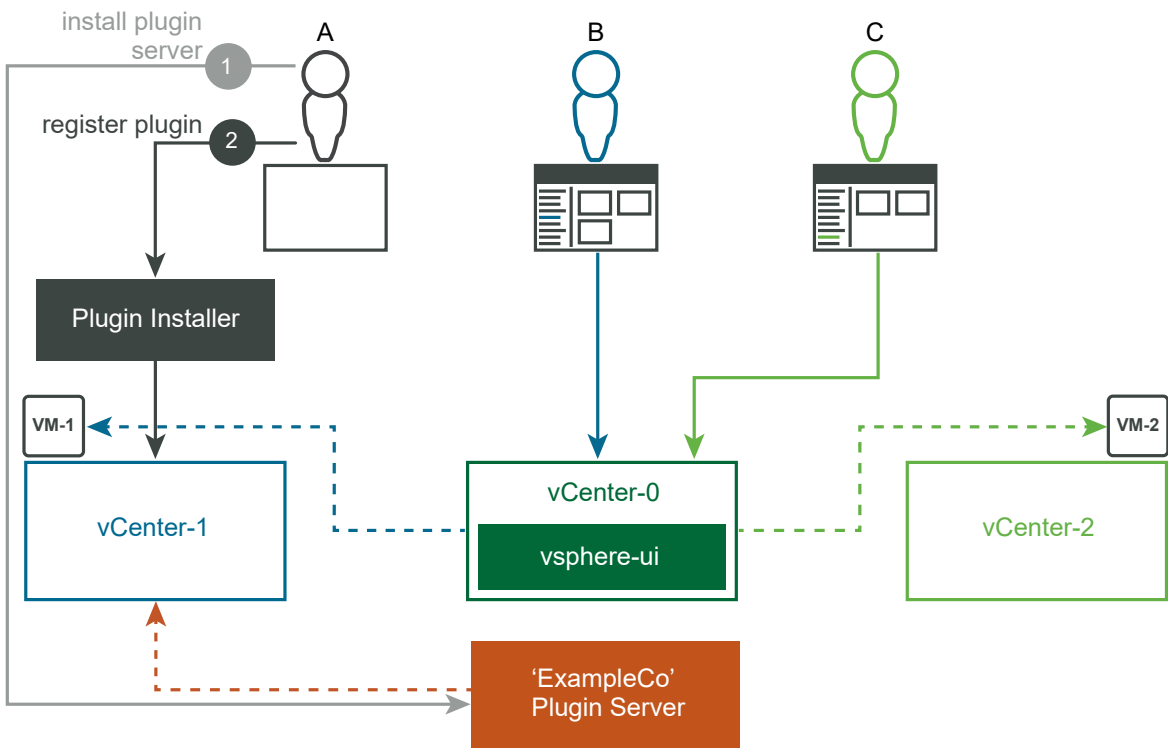 install plugin
server
1
A
B
C
register plugin
2
Plugin Installer
VM-1
VM-2
vCenter-1
vCenter-0
vsphere-ui
vCenter-2
‘ExampleCo’
Plugin Server